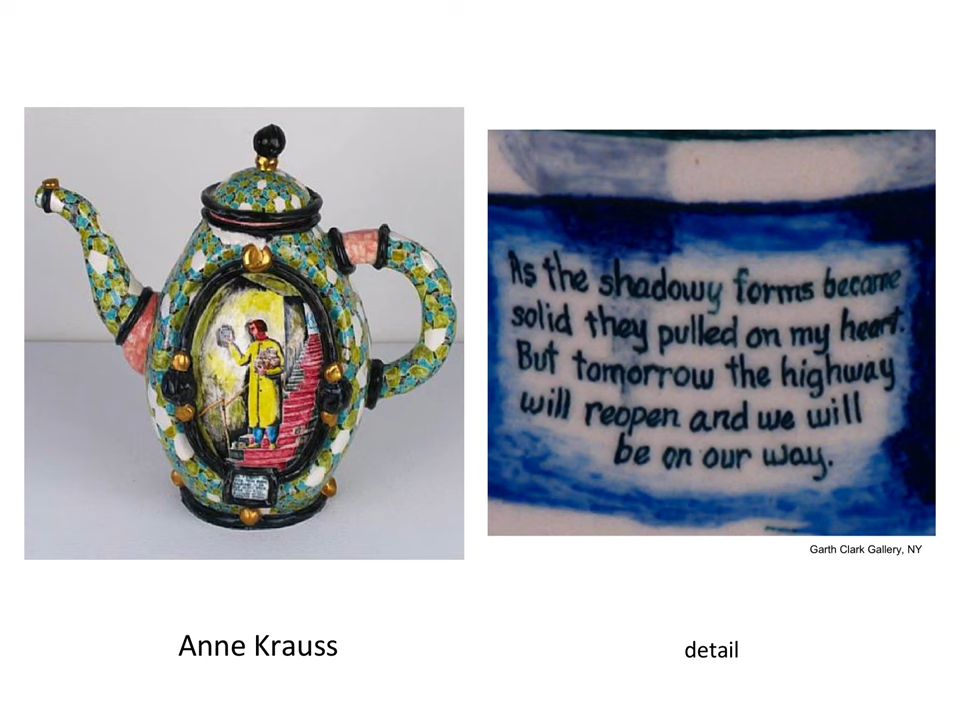 As the shadowy forms became
solid they pulled on my heart.
But tomorrow the highway
will reopen and we will
be on our way.
Garth Clark Gallery, NY
Anne Krauss
detail